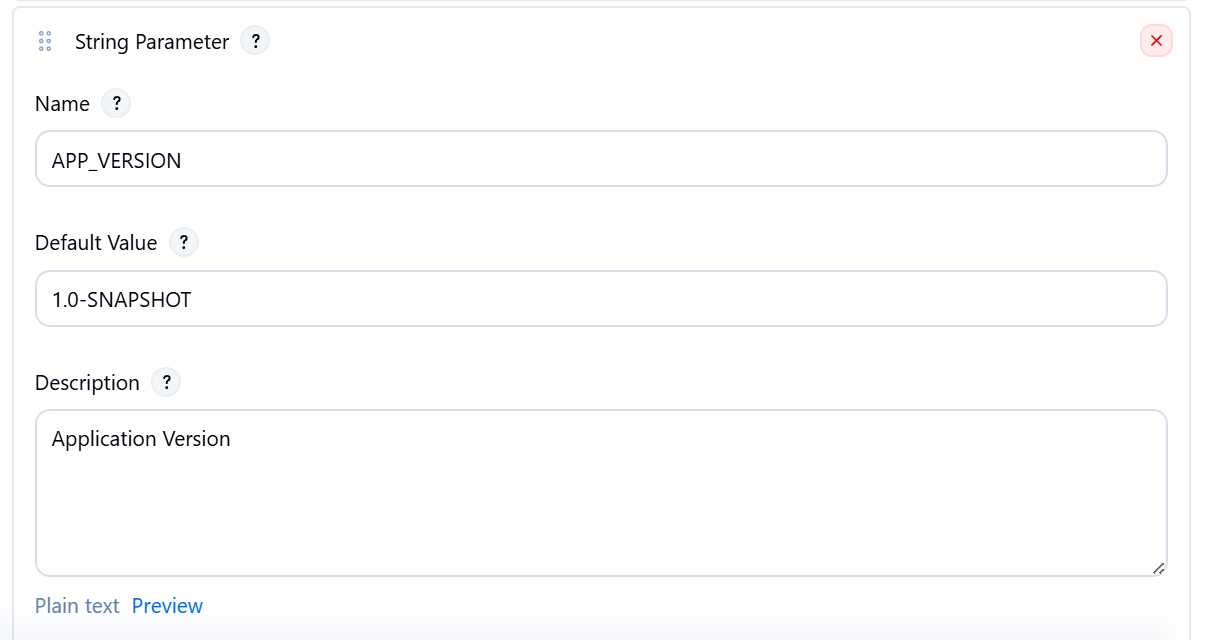 String Parameter ?
Name ?
APP_VERSION
Default Value ?
1.0-SNAPSHOT
Description ?
Application Version
Plain text Preview